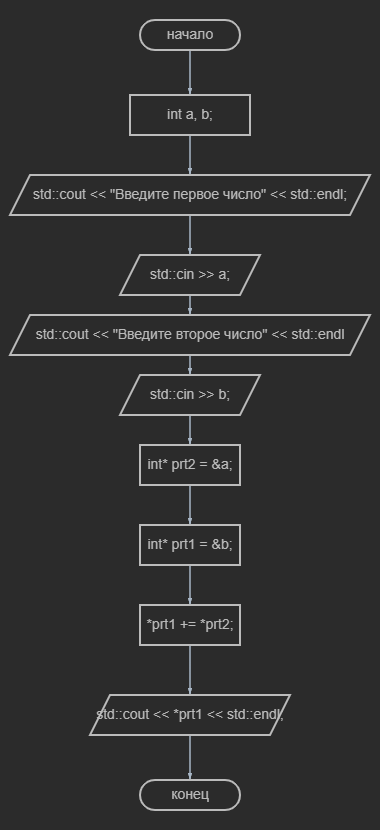 начало
int a, b;
std::cout << "Введите первое число" << std::endl;
std::cin >> a;
std::cout << "Введите второе число" << std::endl
std::cin >> b;
int* prt2 = &a;
int* prt1 = &b;
*prt1 += *prt2;
std::cout << *prt1 << std::endl;
конец